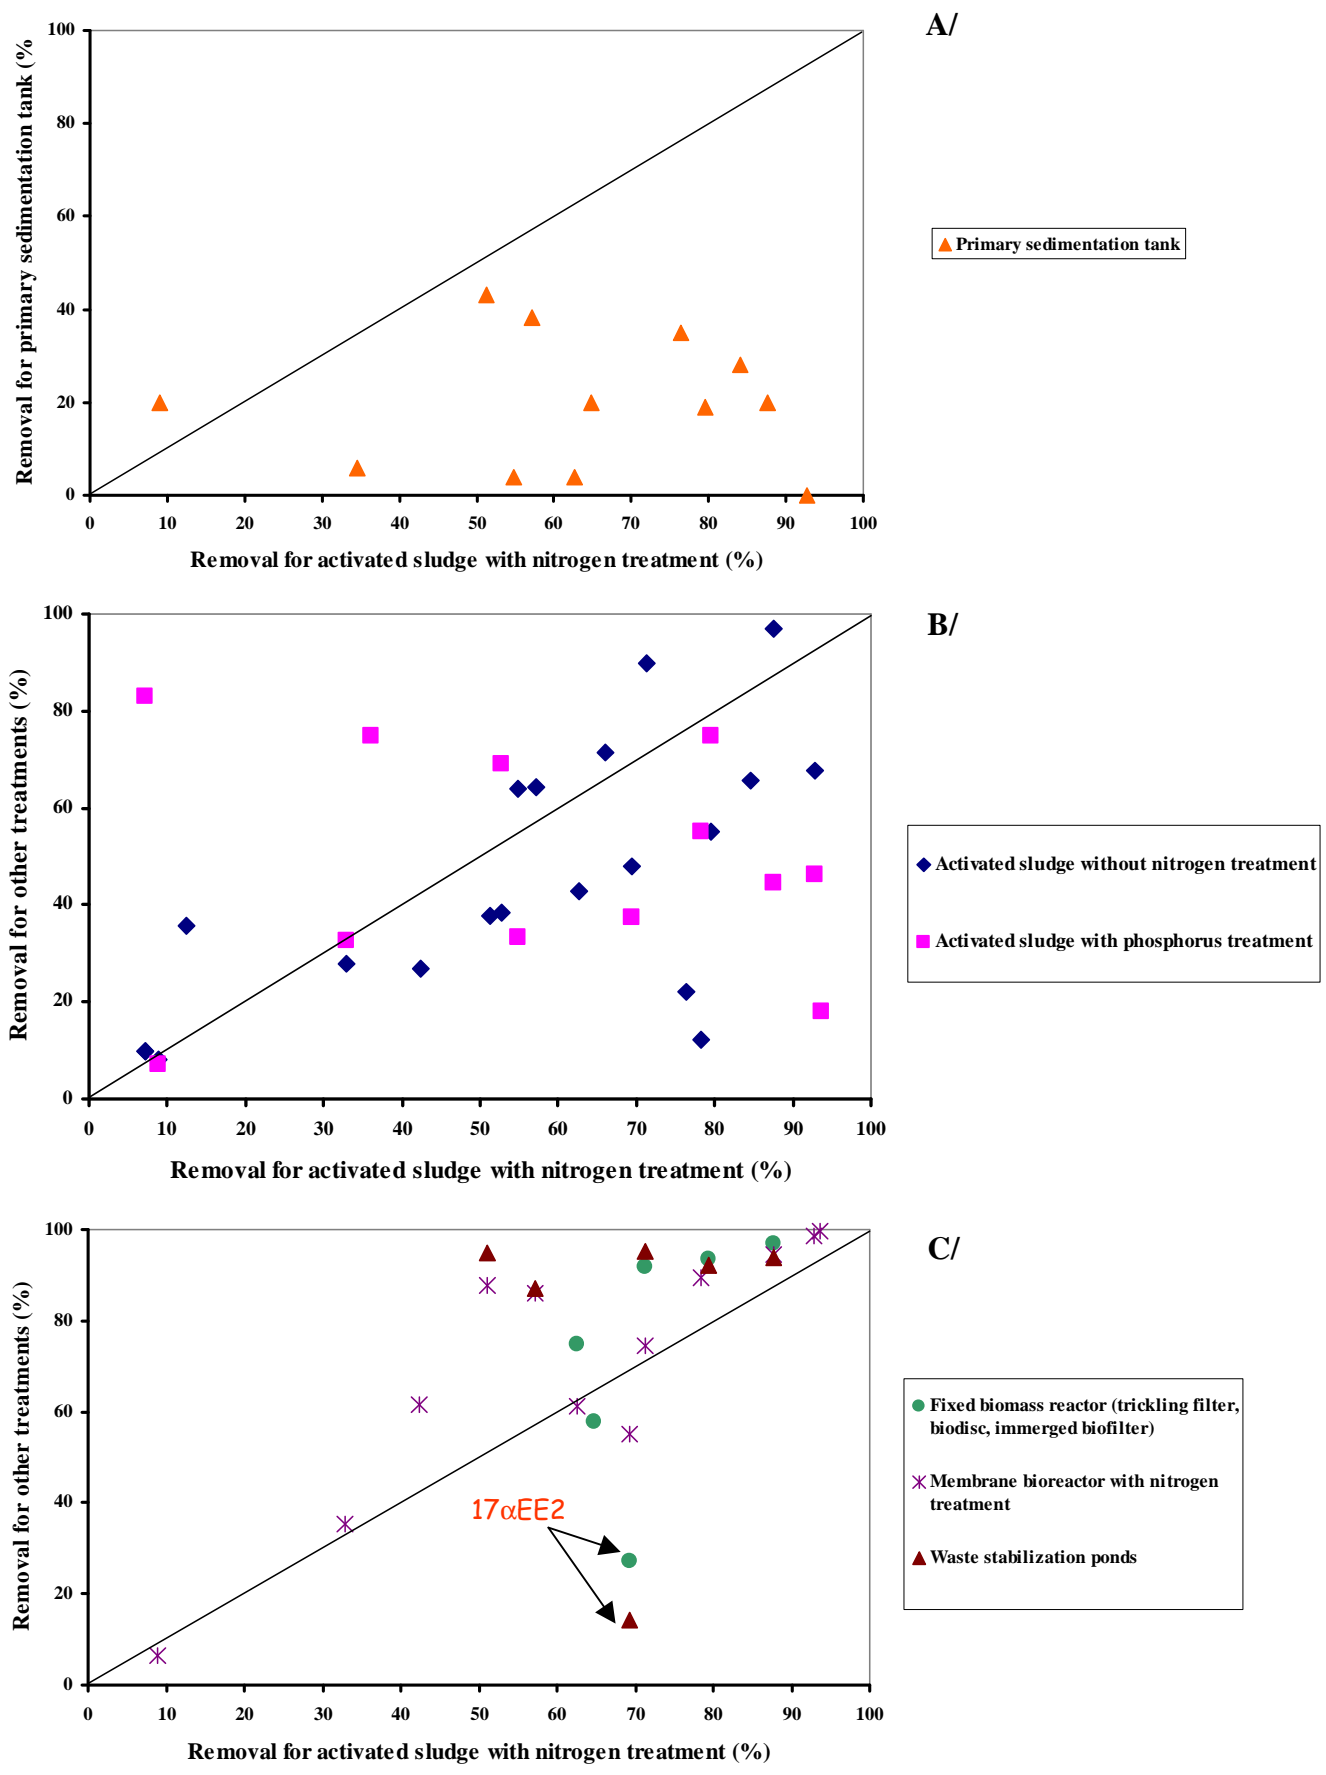 A/
Removal for primary sedimentation tank (%
100
80
60
40
20
0
0 10 20 30 40 50 60 70 80 90 100
Removal for activated sludge with nitrogen treatment (%)
Primary sedimentation tank
B/
Removal for other treatments (%)
100
80
60
40
20
0
0 10 20 30 40 50 60 70 80 90 100
Removal for activated sludge with nitrogen treatment (%)
Activated sludge without nitrogen treatment
Activated sludge with phosphorus treatment
C/
Removal for other treatments (%)
100
80
60
40
20
0
17αEE2
0 10 20 30 40 50 60 70 80 90 100
Removal for activated sludge with nitrogen treatment (%)
Fixed biomass reactor (trickling filter,
biodisc, immerged biofilter)
Membrane bioreactor with nitrogen
treatment
Waste stabilization ponds